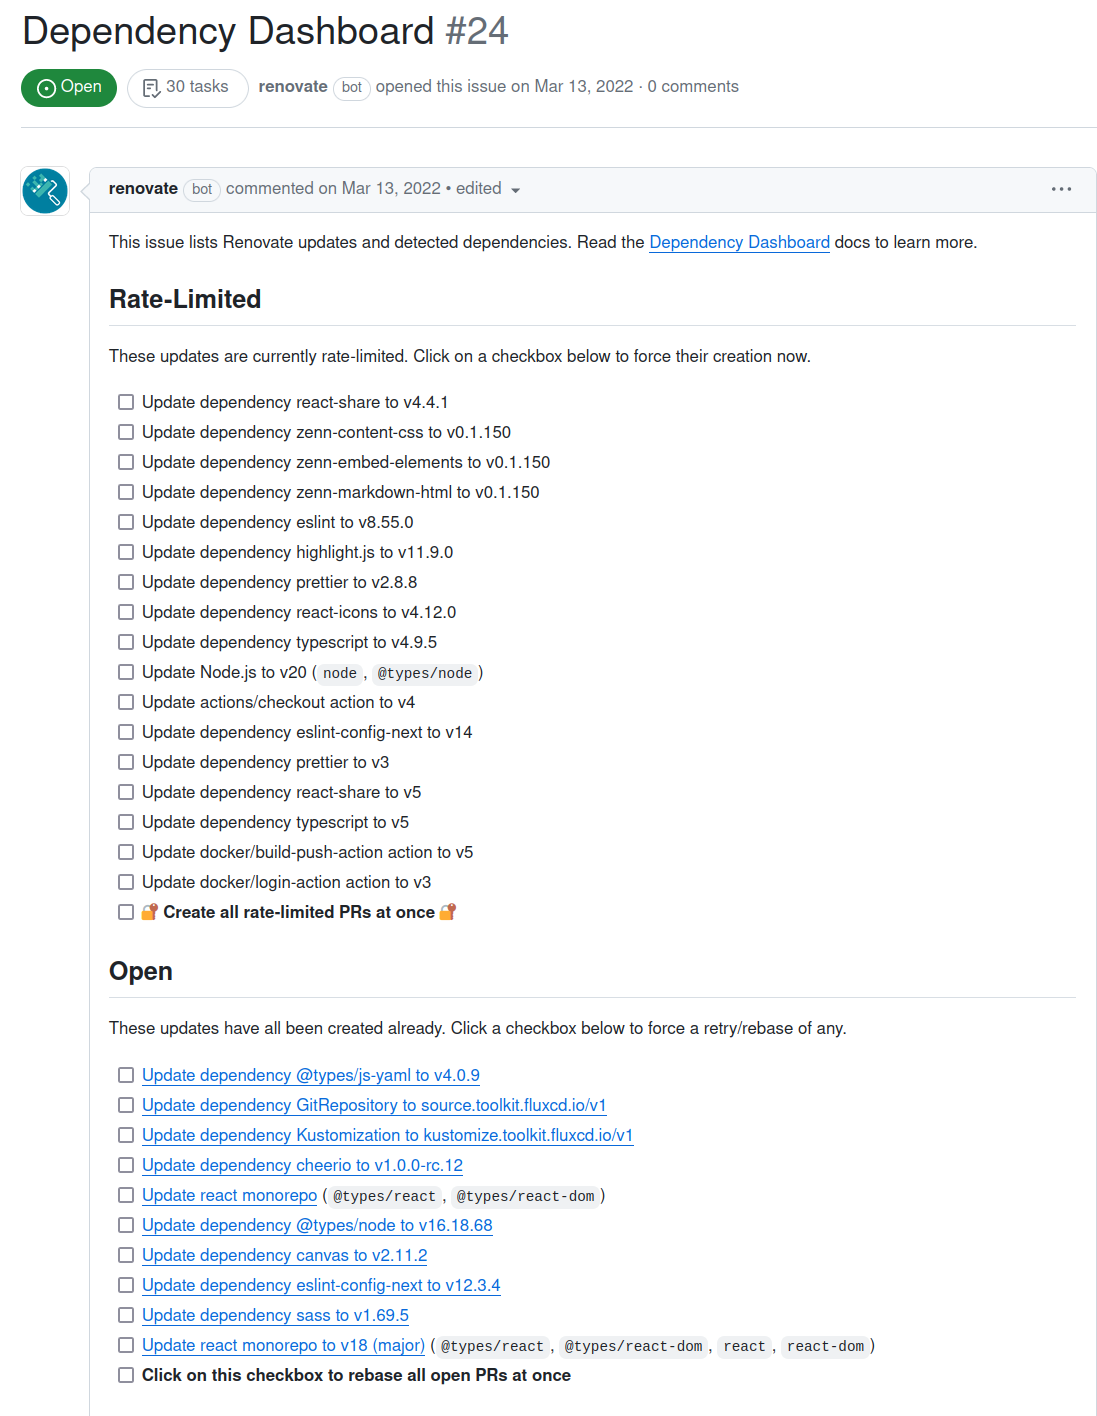 Dependency Dashboard #24
Open 30 tasks renovate bot opened this issue on Mar 13, 2022 · 0 comments
renovate bot commented on Mar 13, 2022 • edited
This issue lists Renovate updates and detected dependencies. Read the Dependency Dashboard docs to learn more.
Rate-Limited
These updates are currently rate-limited. Click on a checkbox below to force their creation now.
Update dependency react-share to v4.4.1
Update dependency zenn-content-css to v0.1.150
Update dependency zenn-embed-elements to v0.1.150
Update dependency zenn-markdown-html to v0.1.150
Update dependency eslint to v8.55.0
Update dependency highlight.js to v11.9.0
Update dependency prettier to v2.8.8
Update dependency react-icons to v4.12.0
Update dependency typescript to v4.9.5
Update Node.js to v20 ( node , @types/node )
Update actions/checkout action to v4
Update dependency eslint-config-next to v14
Update dependency prettier to v3
Update dependency react-share to v5
Update dependency typescript to v5
Update docker/build-push-action action to v5
Update docker/login-action action to v3
🔐 Create all rate-limited PRs at once 🔐
Open
These updates have all been created already. Click a checkbox below to force a retry/rebase of any.
Update dependency @types/js-yaml to v4.0.9
Update dependency GitRepository to source.toolkit.fluxcd.io/v1
Update dependency Kustomization to kustomize.toolkit.fluxcd.io/v1
Update dependency cheerio to v1.0.0-rc.12
Update react monorepo ( @types/react , @types/react-dom )
Update dependency @types/node to v16.18.68
Update dependency canvas to v2.11.2
Update dependency eslint-config-next to v12.3.4
Update dependency sass to v1.69.5
Update react monorepo to v18 (major) ( @types/react , @types/react-dom , react , react-dom )
Click on this checkbox to rebase all open PRs at once